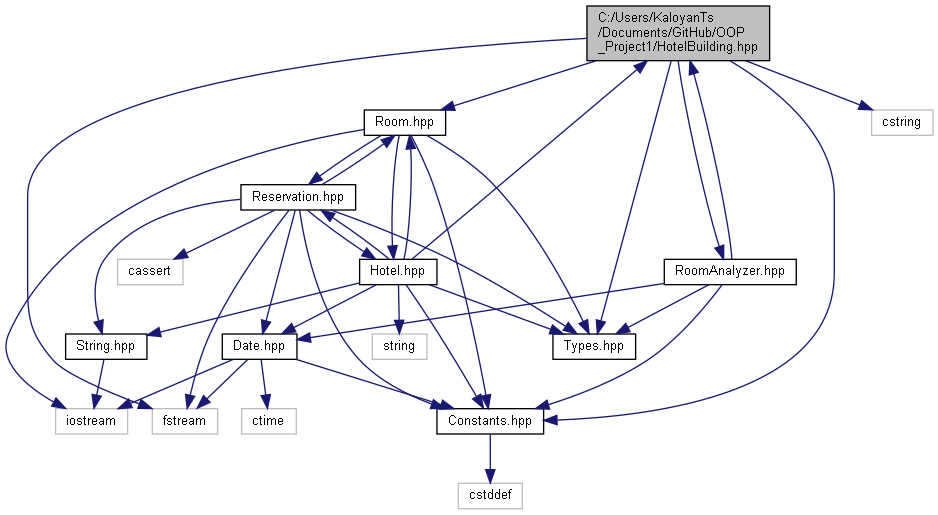 C:/Users/KaloyanTs
/Documents/GitHub/OOP
_Project1/HotelBuilding.hpp
Room.hpp
cstring
Reservation.hpp
cassert
Hotel.hpp
RoomAnalyzer.hpp
String.hpp
Date.hpp
string
Types.hpp
iostream
fstream
ctime
Constants.hpp
cstddef